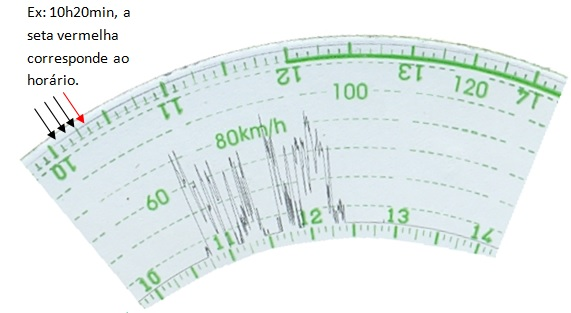 Ex: 10h20min, a
seta vermelha
corresponde ao
horário.
10
11
12
13
14
60
80km/h
100
120
10
11
12
13
14